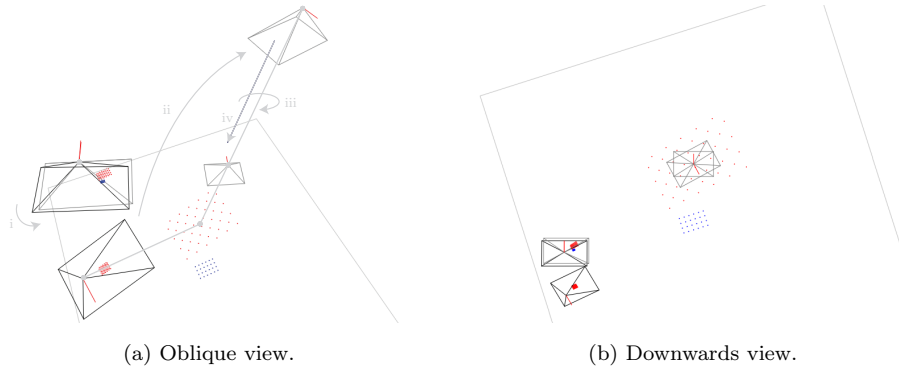 ii
iii
iv
i
(a) Oblique view.
(b) Downwards view.